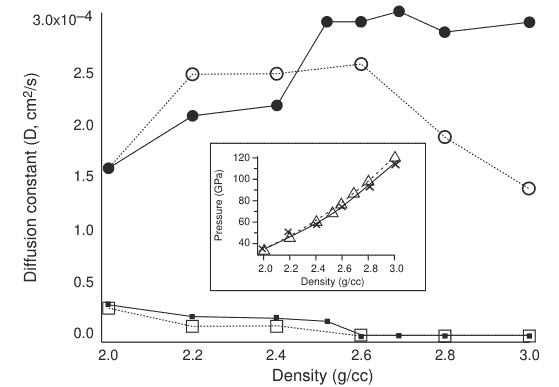 3.0x10⁻⁴
2.5
2.0
1.5
1.0
0.5
0.0
Diffusion constant (D, cm²/s)
2.0 2.2 2.4 2.6 2.8 3.0
Density (g/cc)
120
100
80
60
40
Pressure (GPa)
2.0 2.2 2.4 2.6 2.8 3.0
Density (g/cc)